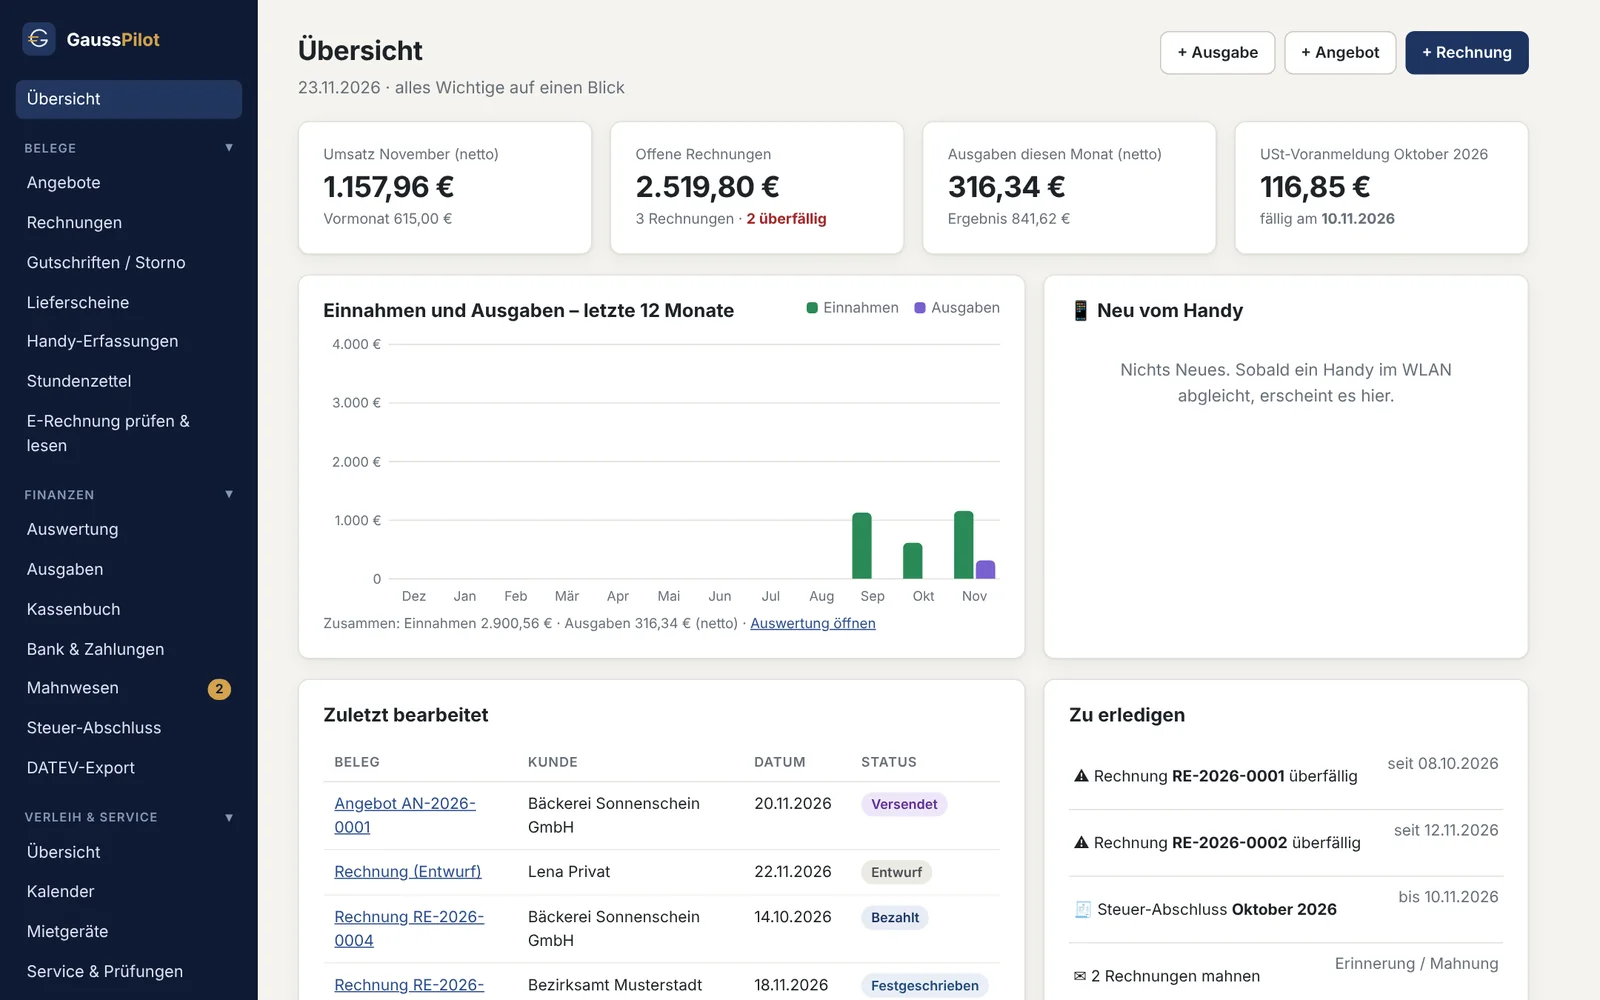 GaussPilot
Übersicht
BELEGE ▼
Angebote
Rechnungen
Gutschriften / Storno
Lieferscheine
Handy-Erfassungen
Stundenzettel
E-Rechnung prüfen &
lesen
FINANZEN ▼
Auswertung
Ausgaben
Kassenbuch
Bank & Zahlungen
Mahnwesen 2
Steuer-Abschluss
DATEV-Export
VERLEIH & SERVICE ▼
Übersicht
Kalender
Mietgeräte
Service & Prüfungen
Übersicht
23.11.2026 · alles Wichtige auf einen Blick
+ Ausgabe
+ Angebot
+ Rechnung
Umsatz November (netto)
1.157,96 €
Vormonat 615,00 €
Offene Rechnungen
2.519,80 €
3 Rechnungen · 2 überfällig
Ausgaben diesen Monat (netto)
316,34 €
Ergebnis 841,62 €
USt-Voranmeldung Oktober 2026
116,85 €
fällig am 10.11.2026
Einnahmen und Ausgaben – letzte 12 Monate
Einnahmen Ausgaben
4.000 €
3.000 €
2.000 €
1.000 €
0
Dez Jan Feb Mär Apr Mai Jun Jul Aug Sep Okt Nov
Zusammen: Einnahmen 2.900,56 € · Ausgaben 316,34 € (netto) · Auswertung öffnen
📱 Neu vom Handy
Nichts Neues. Sobald ein Handy im WLAN
abgleicht, erscheint es hier.
Zuletzt bearbeitet
BELEG KUNDE DATUM STATUS
Angebot AN-2026-
0001
Bäckerei Sonnenschein
GmbH
20.11.2026
Versendet
Rechnung (Entwurf)
Lena Privat
22.11.2026
Entwurf
Rechnung RE-2026-
0004
Bäckerei Sonnenschein
GmbH
14.10.2026
Bezahlt
Rechnung RE-2026-
Bezirksamt Musterstadt
18.11.2026
Festgeschrieben
Zu erledigen
⚠ Rechnung RE-2026-0001 überfällig
seit 08.10.2026
⚠ Rechnung RE-2026-0002 überfällig
seit 12.11.2026
🧾 Steuer-Abschluss Oktober 2026
bis 10.11.2026
✉ 2 Rechnungen mahnen
Erinnerung / Mahnung